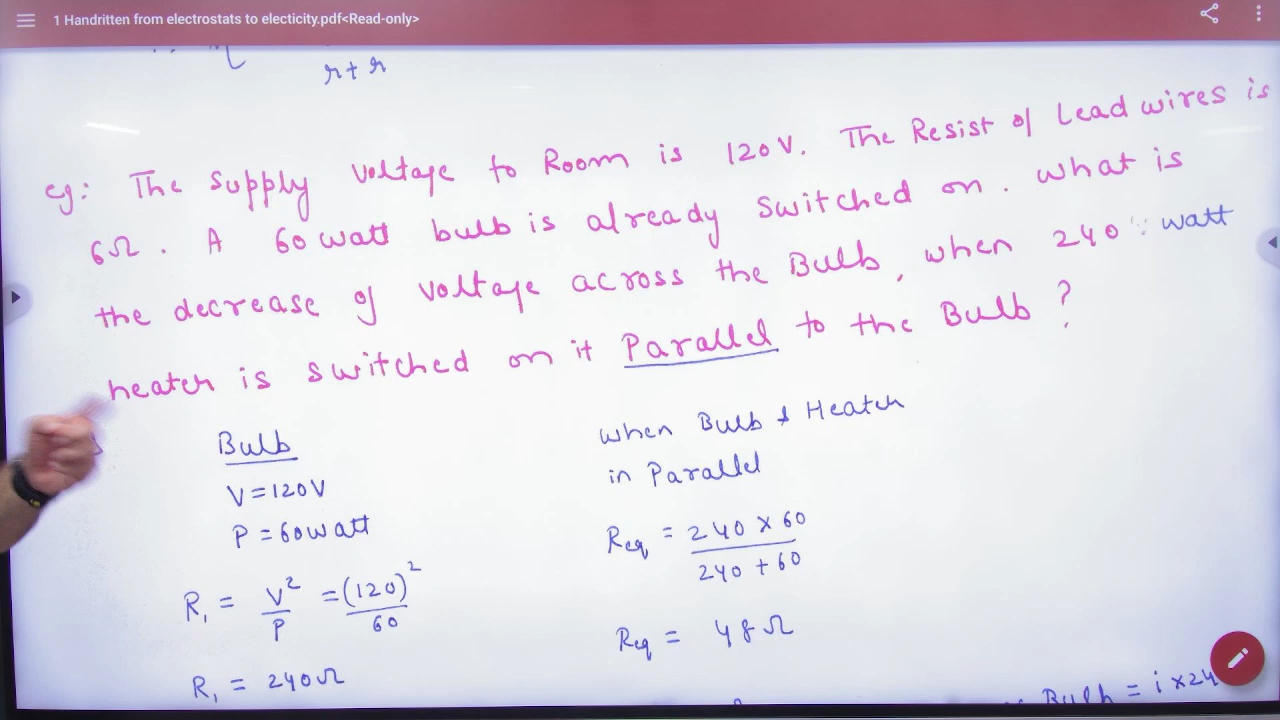 1 Handritten from electrostats to electicity.pdf<Read-only>
r+r
eg: The supply voltage to Room is 120V. The Resist of Lead wires is
6Ω. A 60 watt bulb is already switched on. What is
the decrease of voltage across the Bulb, when 240 watt
heater is switched on it Parallel to the Bulb?
Bulb
V=120V
P = 60watt
R₁ = V²/P = (120)²/60
R₁ = 240Ω
When Bulb & Heater
in Parallel
Req = 240 × 60 / 240 + 60
Req = 48Ω
Bulb = i × 24